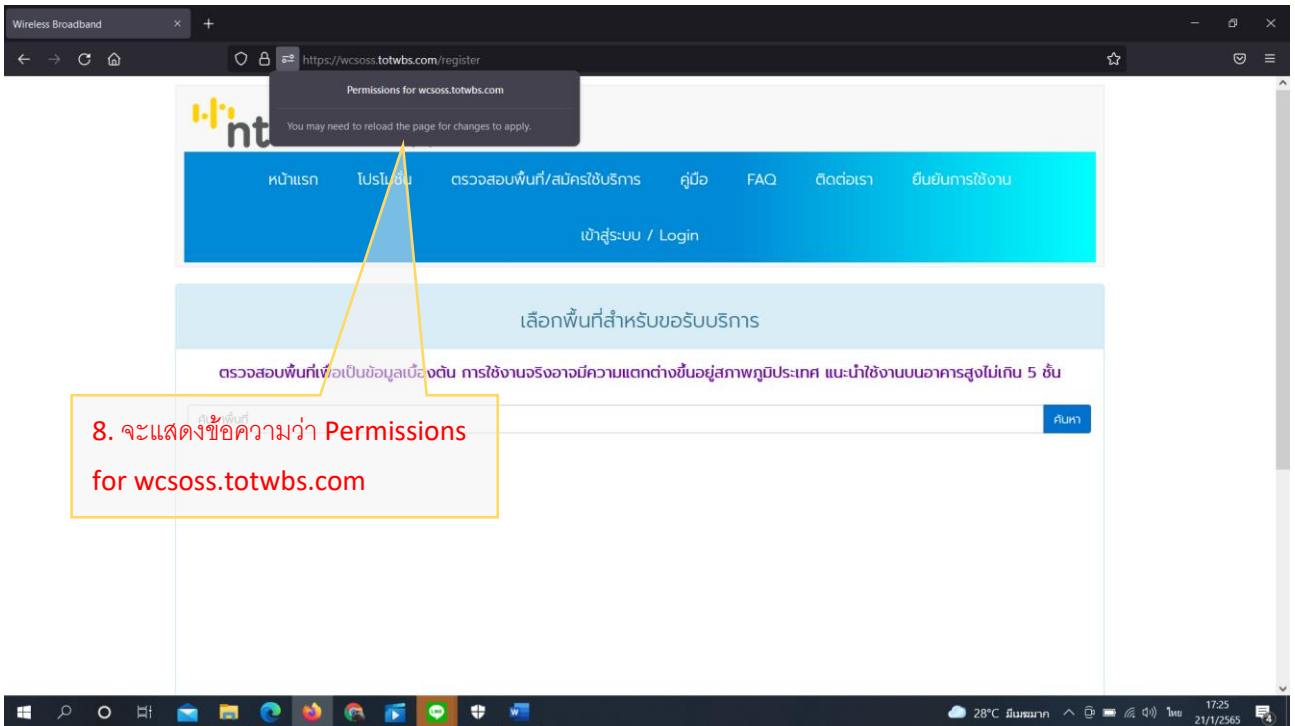 Wireless Broadband
https://wcsoss.totwbs.com/register
Permissions for wcsoss.totwbs.com
You may need to reload the page for changes to apply.
nt
หน้าแรก โปรโมชั่น ตรวจสอบพื้นที่/สมัครใช้บริการ คู่มือ FAQ ติดต่อเรา ยืนยันการใช้งาน
เข้าสู่ระบบ / Login
เลือกพื้นที่สำหรับขอรับบริการ
ตรวจสอบพื้นที่เพื่อเป็นข้อมูลเบื้องต้น การใช้งานจริงอาจมีความแตกต่างขึ้นอยู่สภาพภูมิประเทศ แนะนำใช้งานบนอาคารสูงไม่เกิน 5 ชั้น
ค้นหาพื้นที่ ค้นหา
8. จะแสดงข้อความว่า Permissions
for wcsoss.totwbs.com
28°C มีเมฆมาก ไทย 17:25
21/1/2565 4